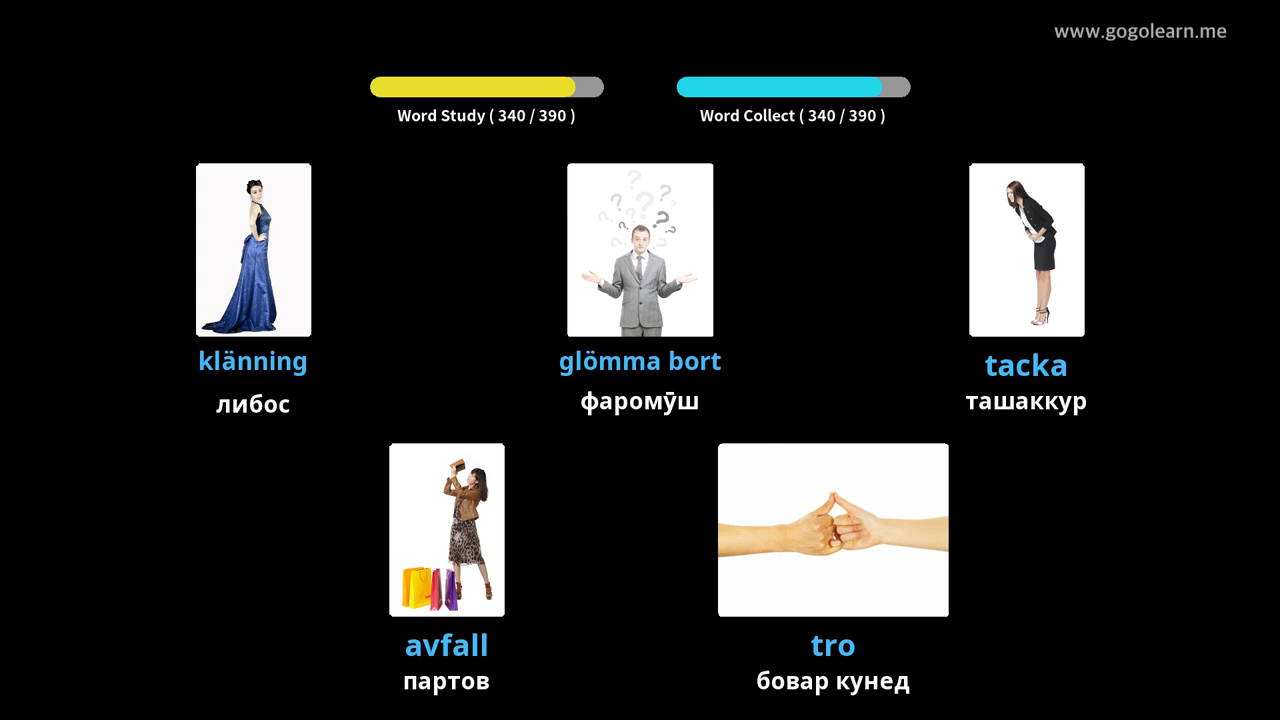 www.gogolearn.me
Word Study ( 340 / 390 )
Word Collect ( 340 / 390 )
klänning
glömma bort
tacka
либос
фаромӯш
ташаккур
avfall
tro
партов
бовар кунед